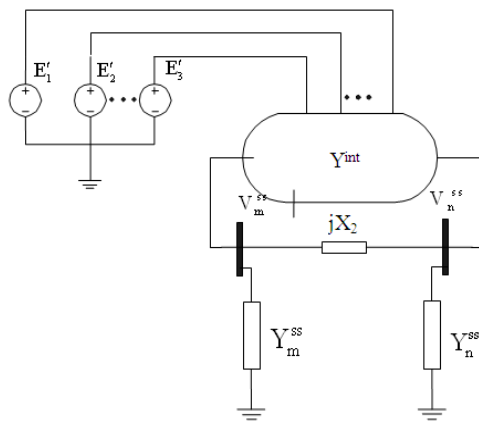 E′₁ E′₂ E′₃
Yⁱⁿᵗ
Vₘˢˢ Vₙˢˢ
jX₂
Yₘˢˢ Yₙˢˢ